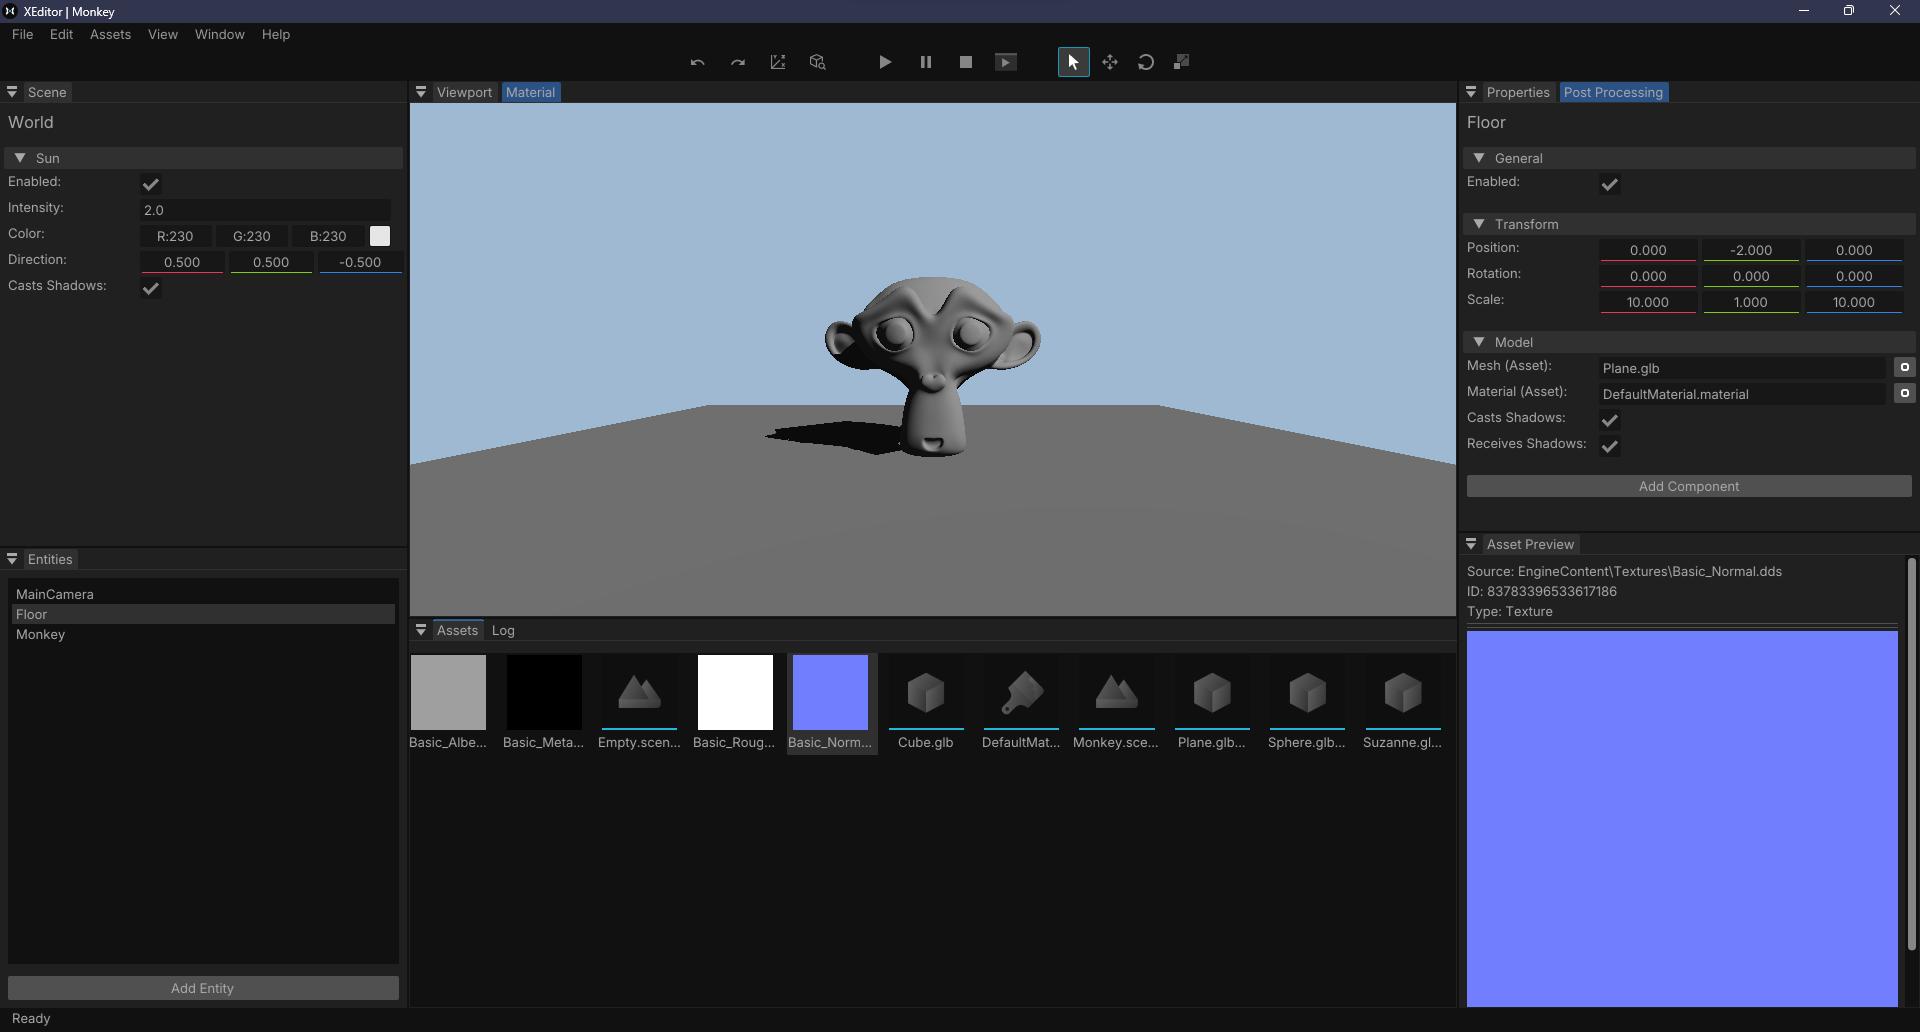 XEditor | Monkey
File Edit Assets View Window Help
Scene
World
Sun
Enabled:
Intensity: 2.0
Color: R:230 G:230 B:230
Direction: 0.500 0.500 -0.500
Casts Shadows:
Entities
MainCamera
Floor
Monkey
Add Entity
Ready
Viewport Material
Assets Log
Basic_Albe... Basic_Meta... Empty.scen... Basic_Roug... Basic_Norm... Cube.glb DefaultMat... Monkey.sce... Plane.glb... Sphere.glb... Suzanne.gl...
Properties Post Processing
Floor
General
Enabled:
Transform
Position: 0.000 -2.000 0.000
Rotation: 0.000 0.000 0.000
Scale: 10.000 1.000 10.000
Model
Mesh (Asset): Plane.glb
Material (Asset): DefaultMaterial.material
Casts Shadows:
Receives Shadows:
Add Component
Asset Preview
Source: EngineContent\Textures\Basic_Normal.dds
ID: 83783396533617186
Type: Texture